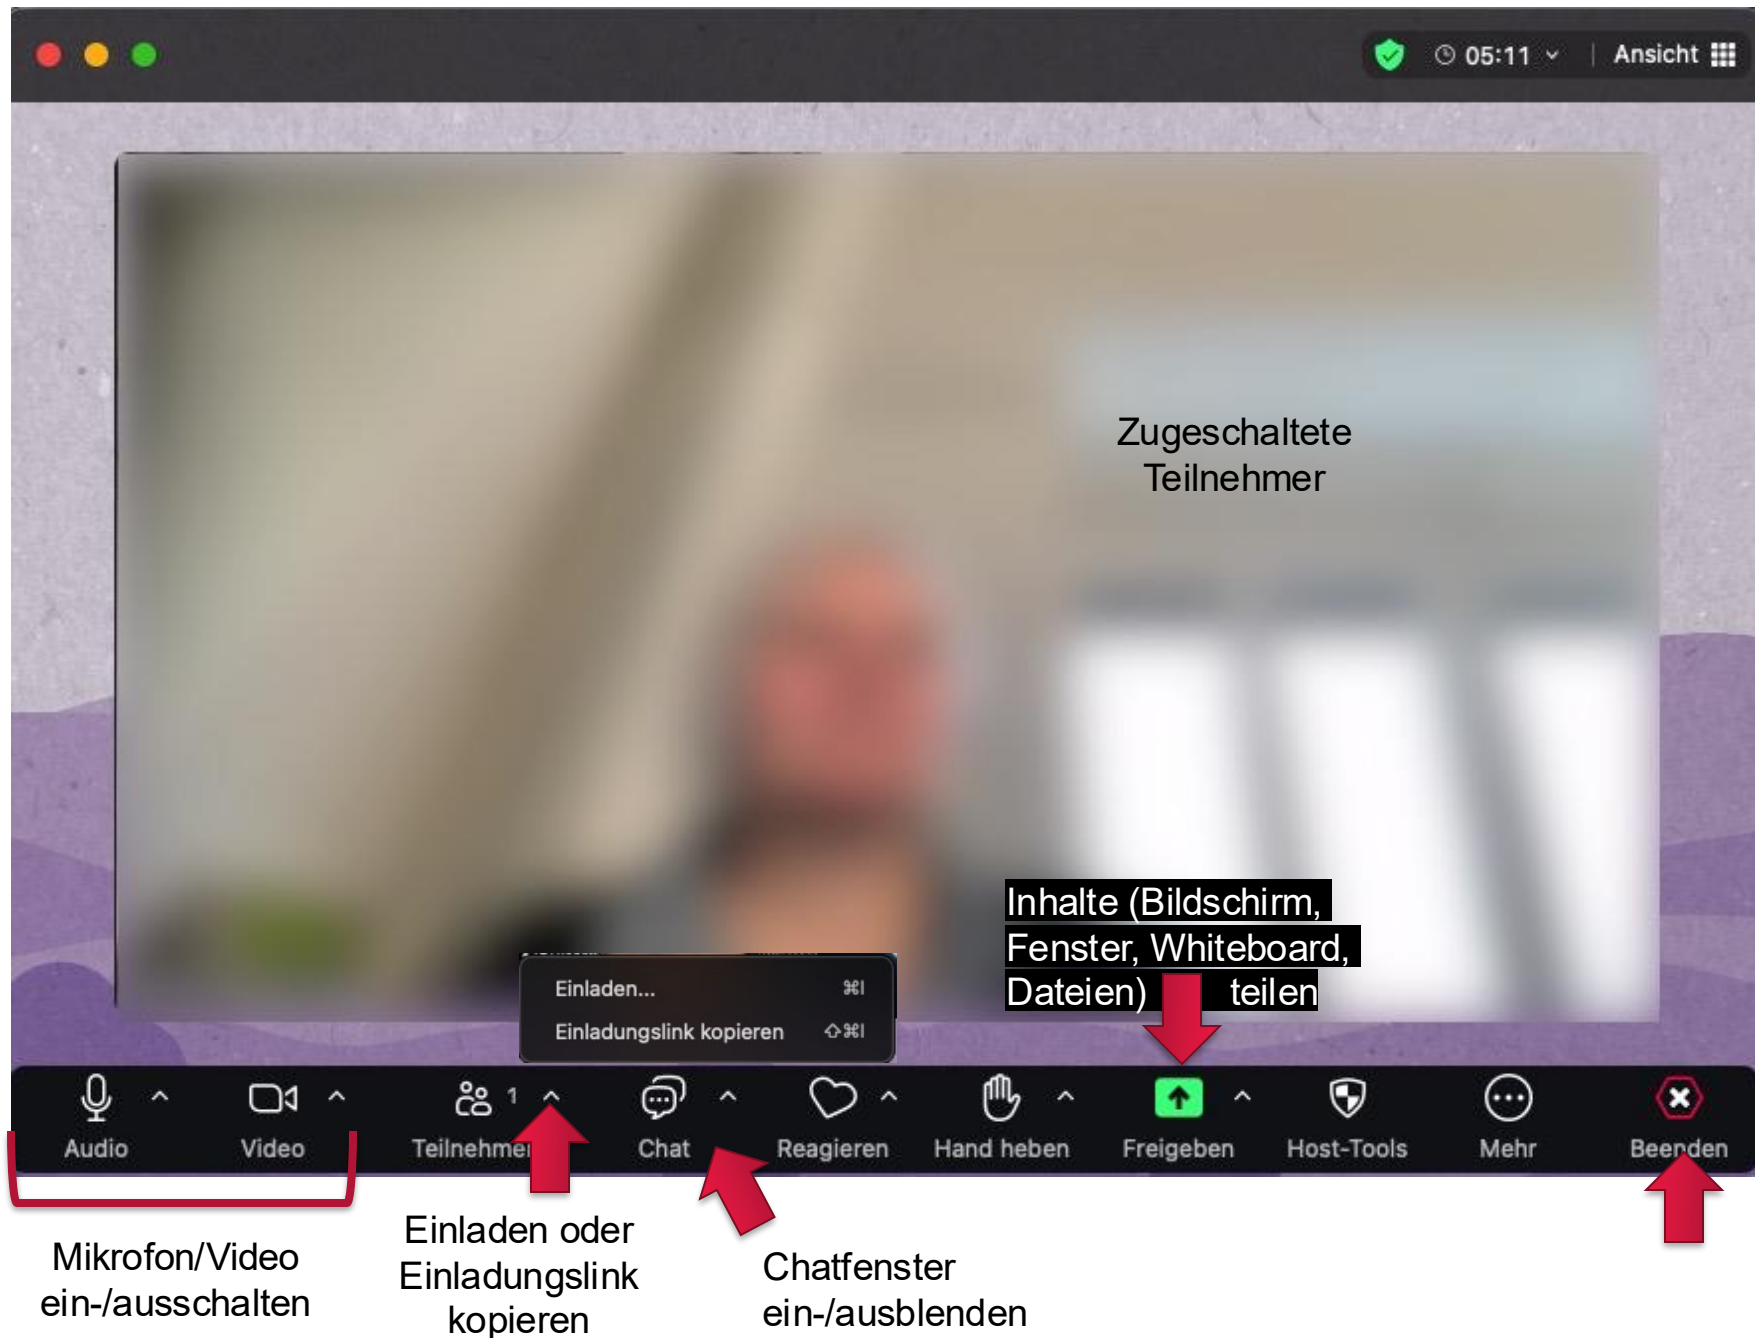 05:11
Ansicht
Zugeschaltete
Teilnehmer
Inhalte (Bildschirm,
Fenster, Whiteboard,
Dateien) teilen
Einladen... ⌘I
Einladungslink kopieren ⇧⌘I
1
Audio
Video
Teilnehmer
Chat
Reagieren
Hand heben
Freigeben
Host-Tools
Mehr
Beenden
Mikrofon/Video
ein-/ausschalten
Einladen oder
Einladungslink
kopieren
Chatfenster
ein-/ausblenden